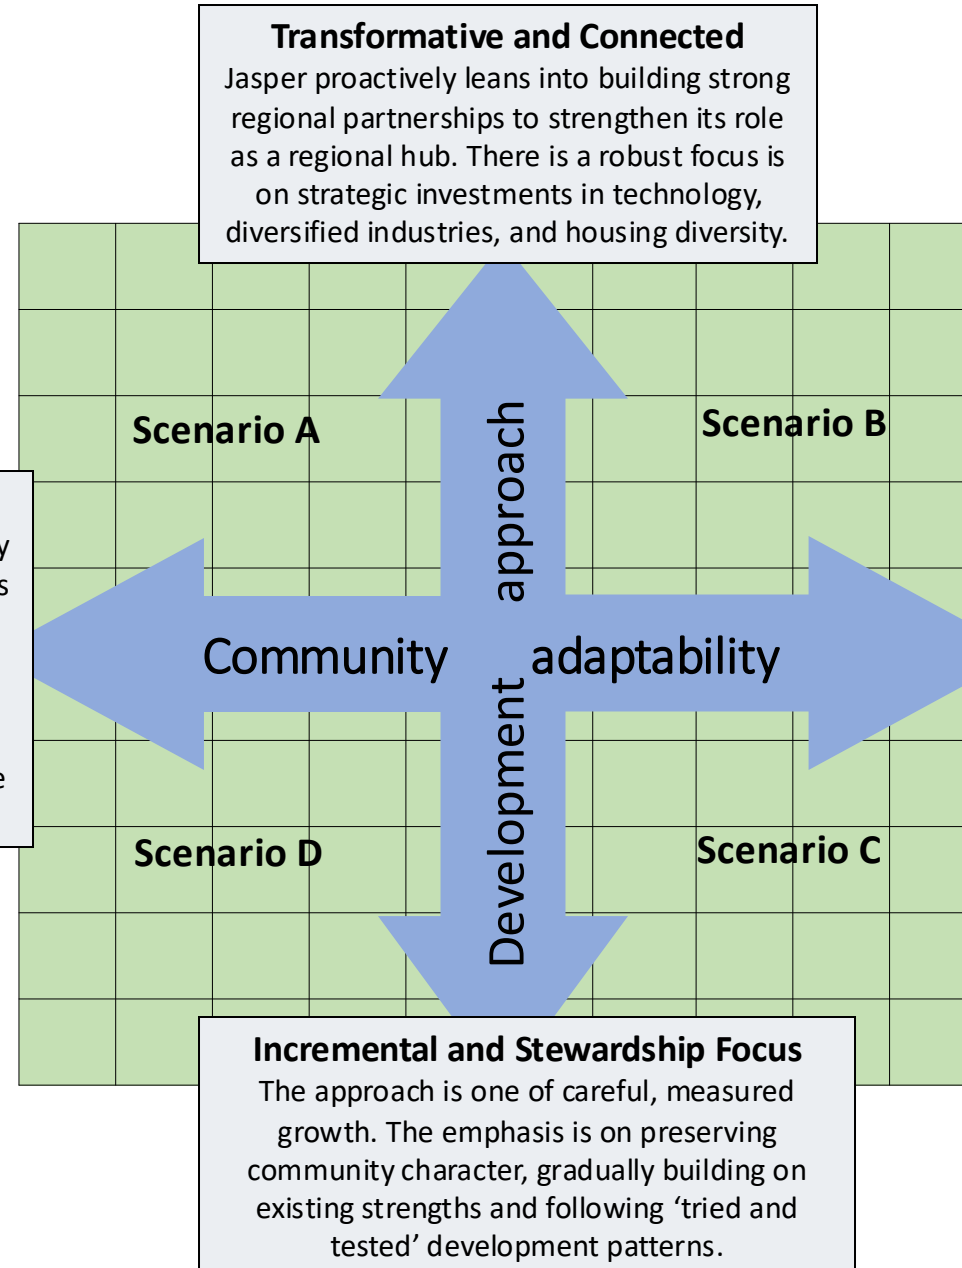 Transformative and Connected
Jasper proactively leans into building strong
regional partnerships to strengthen its role
as a regional hub. There is a robust focus is
on strategic investments in technology,
diversified industries, and housing diversity.
Scenario A
Scenario B
Development approach
Community adaptability
Scenario D
Scenario C
Incremental and Stewardship Focus
The approach is one of careful, measured
growth. The emphasis is on preserving
community character, gradually building on
existing strengths and following ‘tried and
tested’ development patterns.